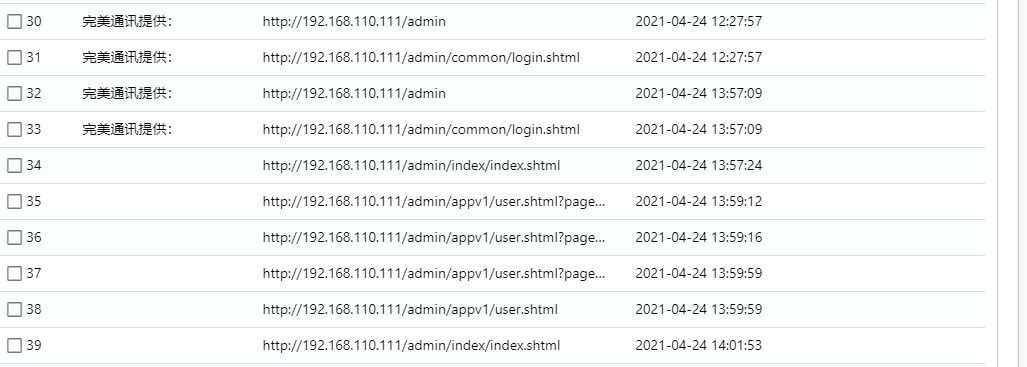 30 完美通讯提供: http://192.168.110.111/admin 2021-04-24 12:27:57
31 完美通讯提供: http://192.168.110.111/admin/common/login.shtml 2021-04-24 12:27:57
32 完美通讯提供: http://192.168.110.111/admin 2021-04-24 13:57:09
33 完美通讯提供: http://192.168.110.111/admin/common/login.shtml 2021-04-24 13:57:09
34 http://192.168.110.111/admin/index/index.shtml 2021-04-24 13:57:24
35 http://192.168.110.111/admin/appv1/user.shtml?page... 2021-04-24 13:59:12
36 http://192.168.110.111/admin/appv1/user.shtml?page... 2021-04-24 13:59:16
37 http://192.168.110.111/admin/appv1/user.shtml?page... 2021-04-24 13:59:59
38 http://192.168.110.111/admin/appv1/user.shtml 2021-04-24 13:59:59
39 http://192.168.110.111/admin/index/index.shtml 2021-04-24 14:01:53